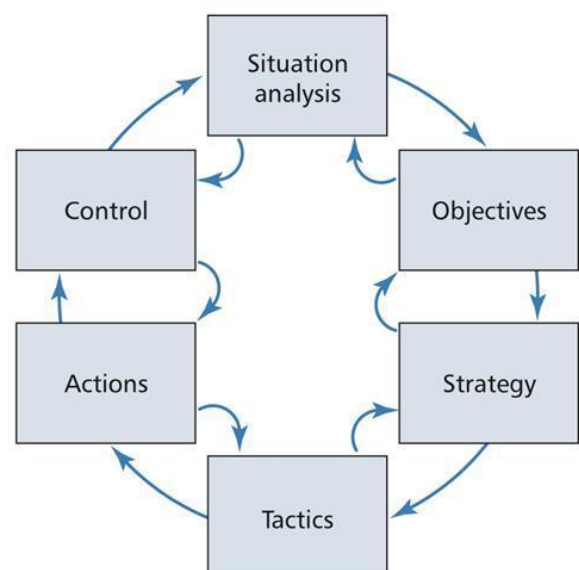 Situation
analysis
Control
Objectives
Actions
Strategy
Tactics